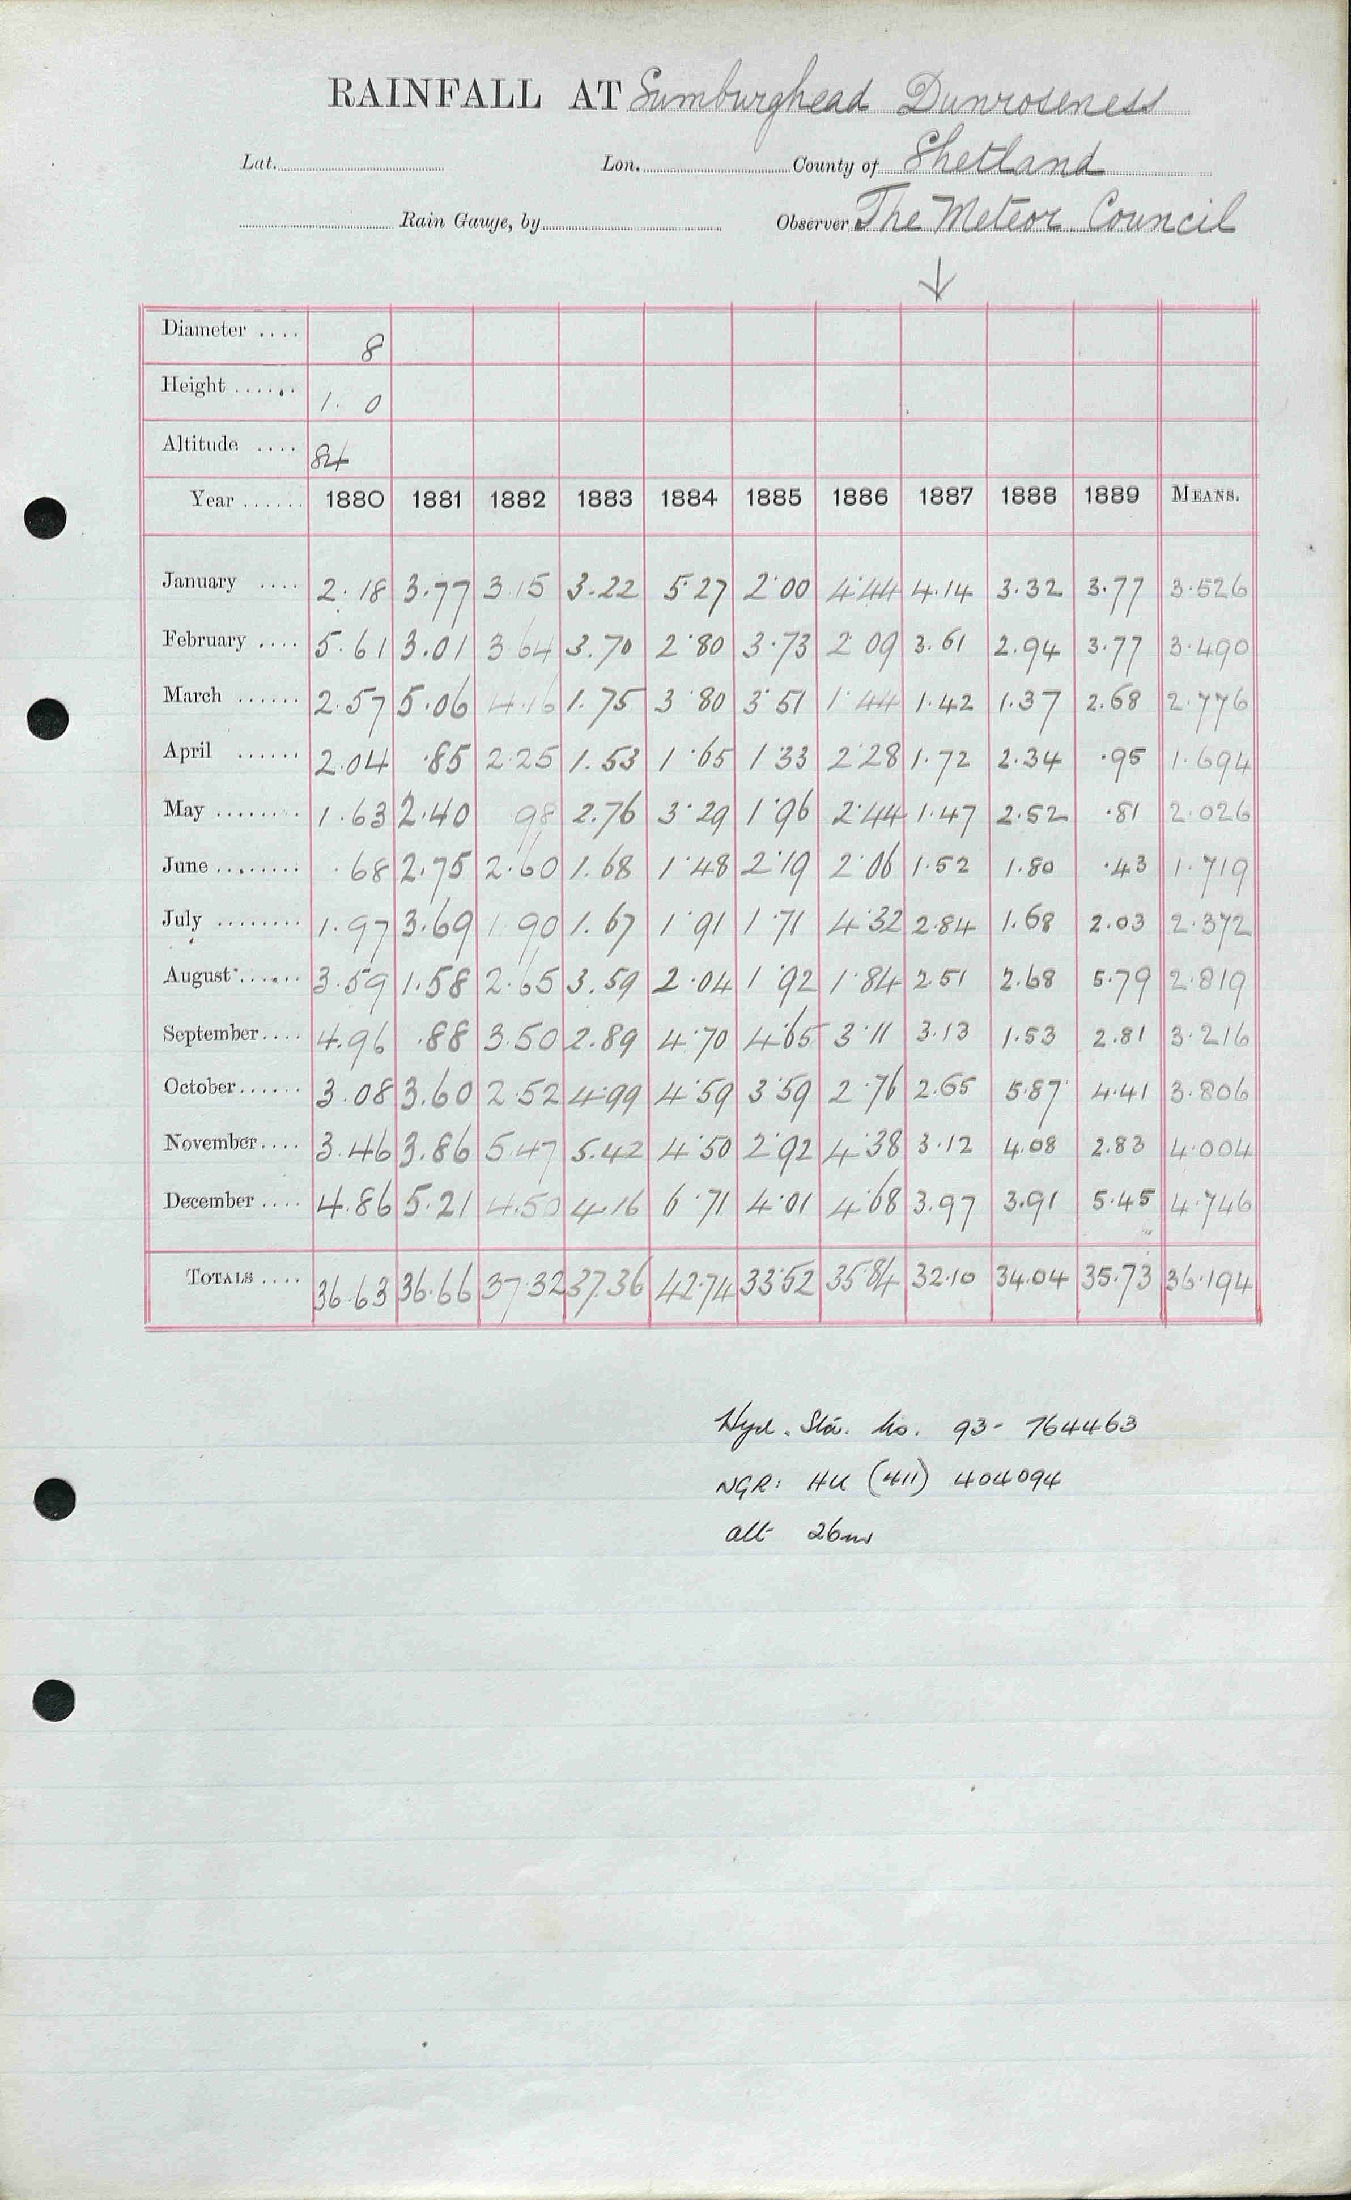 RAINFALL AT Sumburghead Dunroseness
Lat. Lon. County of Shetland
Rain Gauge, by Observer The Meteor. Council
↓
Diameter .... 8
Height ...... 1. 0
Altitude .... 84
Year ...... 1880 1881 1882 1883 1884 1885 1886 1887 1888 1889 MEANS.
January .... 2.18 3.77 3.15 3.22 5.27 2.00 4.44 4.14 3.32 3.77 3.526
February .... 5.61 3.01 3.64 3.70 2.80 3.73 2.09 3.61 2.94 3.77 3.490
March ...... 2.57 5.06 4.16 1.75 3.80 3.51 1.44 1.42 1.37 2.68 2.776
April ...... 2.04 .85 2.25 1.53 1.65 1.33 2.28 1.72 2.34 .95 1.694
May ........ 1.63 2.40 .98 2.76 3.29 1.96 2.44 1.47 2.52 .81 2.026
June ........ .68 2.75 2.60 1.68 1.48 2.19 2.06 1.52 1.80 .43 1.719
July ........ 1.97 3.69 1.90 1.67 1.91 1.71 4.32 2.84 1.68 2.03 2.372
August ...... 3.59 1.58 2.65 3.59 2.04 1.92 1.84 2.51 2.68 5.79 2.819
September .... 4.96 .88 3.50 2.89 4.70 4.65 3.11 3.13 1.53 2.81 3.216
October ...... 3.08 3.60 2.52 4.99 4.59 3.59 2.76 2.65 5.87 4.41 3.806
November .... 3.46 3.86 5.47 5.42 4.50 2.92 4.38 3.12 4.08 2.83 4.004
December .... 4.86 5.21 4.50 4.16 6.71 4.01 4.68 3.97 3.91 5.45 4.746
TOTALS .... 36.63 36.66 37.32 37.36 42.74 33.52 35.84 32.10 34.04 35.73 36.194
Hyd. Sta. No. 93- 764463
NGR: HU (411) 404094
alt 26m